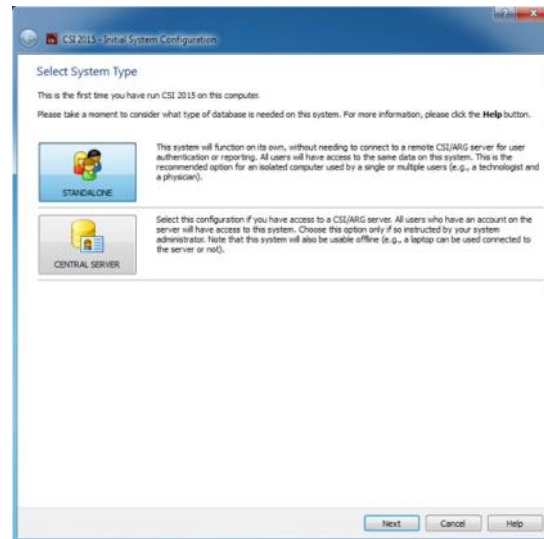 CSI 2015 - Initial System Configuration
Select System Type
This is the first time you have run CSI 2015 on this computer.
Please take a moment to consider what type of database is needed on this system. For more information, please click the Help button.
This system will function on its own, without needing to connect to a remote CSI/ARG server for user
authentication or reporting. All users will have access to the same data on this system. This is the
recommended option for an isolated computer used by a single or multiple users (e.g., a technologist and
a physician).
STANDALONE
Select this configuration if you have access to a CSI/ARG server. All users who have an account on the
server will have access to this system. Choose this option only if so instructed by your system
administrator. Note that this system will also be usable offline (e.g., a laptop can be used connected to
the server or not).
CENTRAL SERVER
Next
Cancel
Help